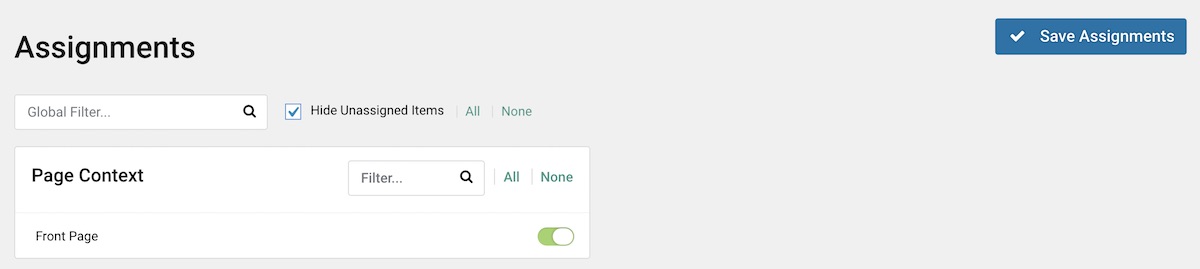 Assignments
Save Assignments
Global Filter...
Hide Unassigned Items
All
None
Page Context
Filter...
All
None
Front Page